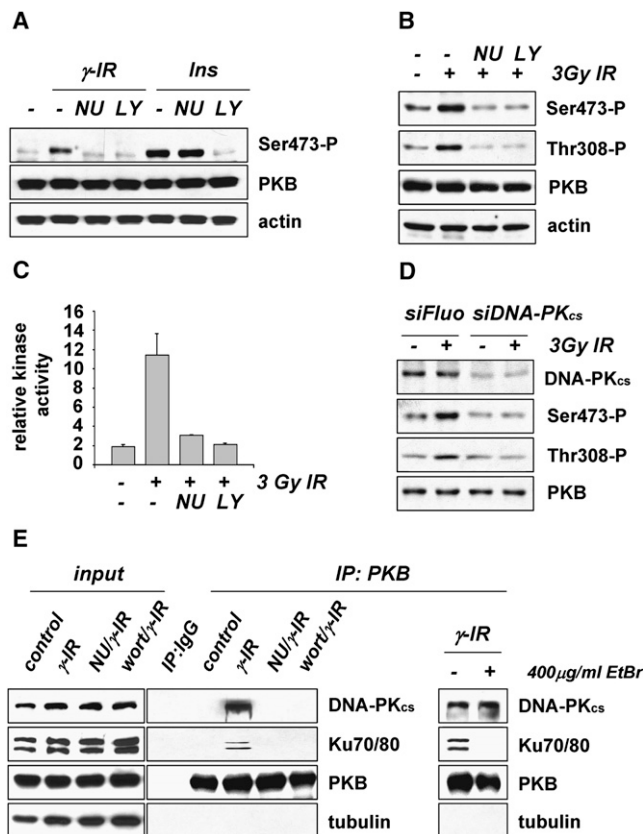 A
γ-IR Ins
- - NU LY - NU LY
Ser473-P
PKB
actin
B
- - NU LY
- + + + 3Gy IR
Ser473-P
Thr308-P
PKB
actin
C
relative kinase activity
16
14
12
10
8
6
4
2
0
- + + + 3 Gy IR
- - NU LY
D
siFluo siDNA-PKcs
- + - + 3Gy IR
DNA-PKcs
Ser473-P
Thr308-P
PKB
E
input IP: PKB
control γ-IR NU/γ-IR wort/γ-IR IP:IgG control γ-IR NU/γ-IR wort/γ-IR
DNA-PKcs
Ku70/80
PKB
tubulin
γ-IR
- + 400µg/ml EtBr
DNA-PKcs
Ku70/80
PKB
tubulin